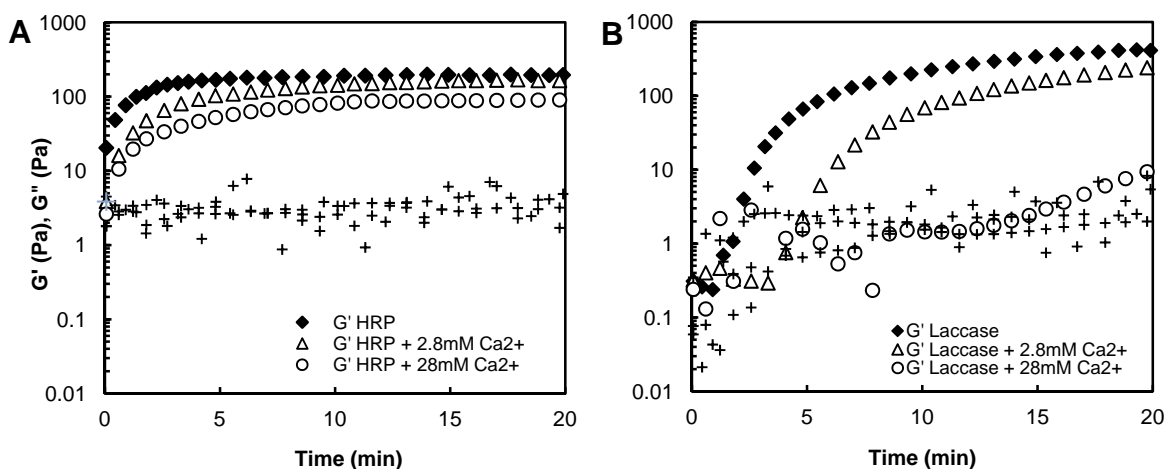 A
G' (Pa), G" (Pa)
1000
100
10
1
0.1
0.01
G' HRP
G' HRP + 2.8mM Ca2+
G' HRP + 28mM Ca2+
0 5 10 15 20
Time (min)
B
1000
100
10
1
0.1
0.01
G' Laccase
G' Laccase + 2.8mM Ca2+
G' Laccase + 28mM Ca2+
0 5 10 15 20
Time (min)